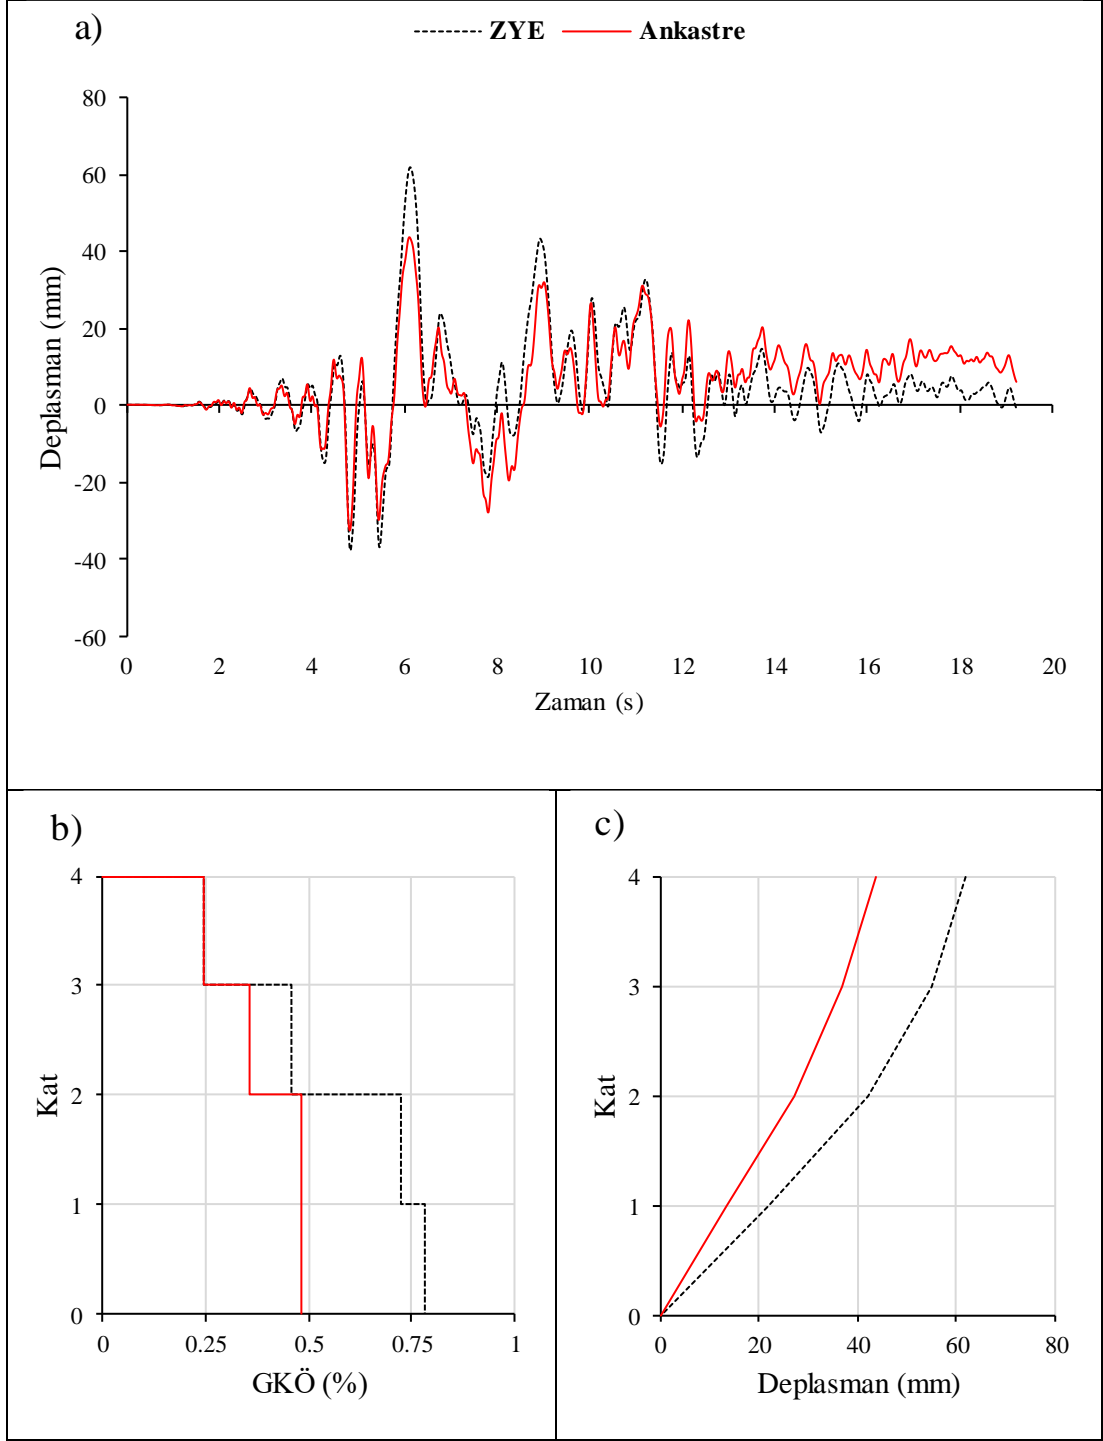 a)
ZYE Ankastre
80
60
40
20
0
-20
-40
-60
Deplasman (mm)
0 2 4 6 8 10 12 14 16 18 20
Zaman (s)
b)
4
3
2
1
0
Kat
0 0.25 0.5 0.75 1
GKÖ (%)
c)
4
3
2
1
0
Kat
0 20 40 60 80
Deplasman (mm)